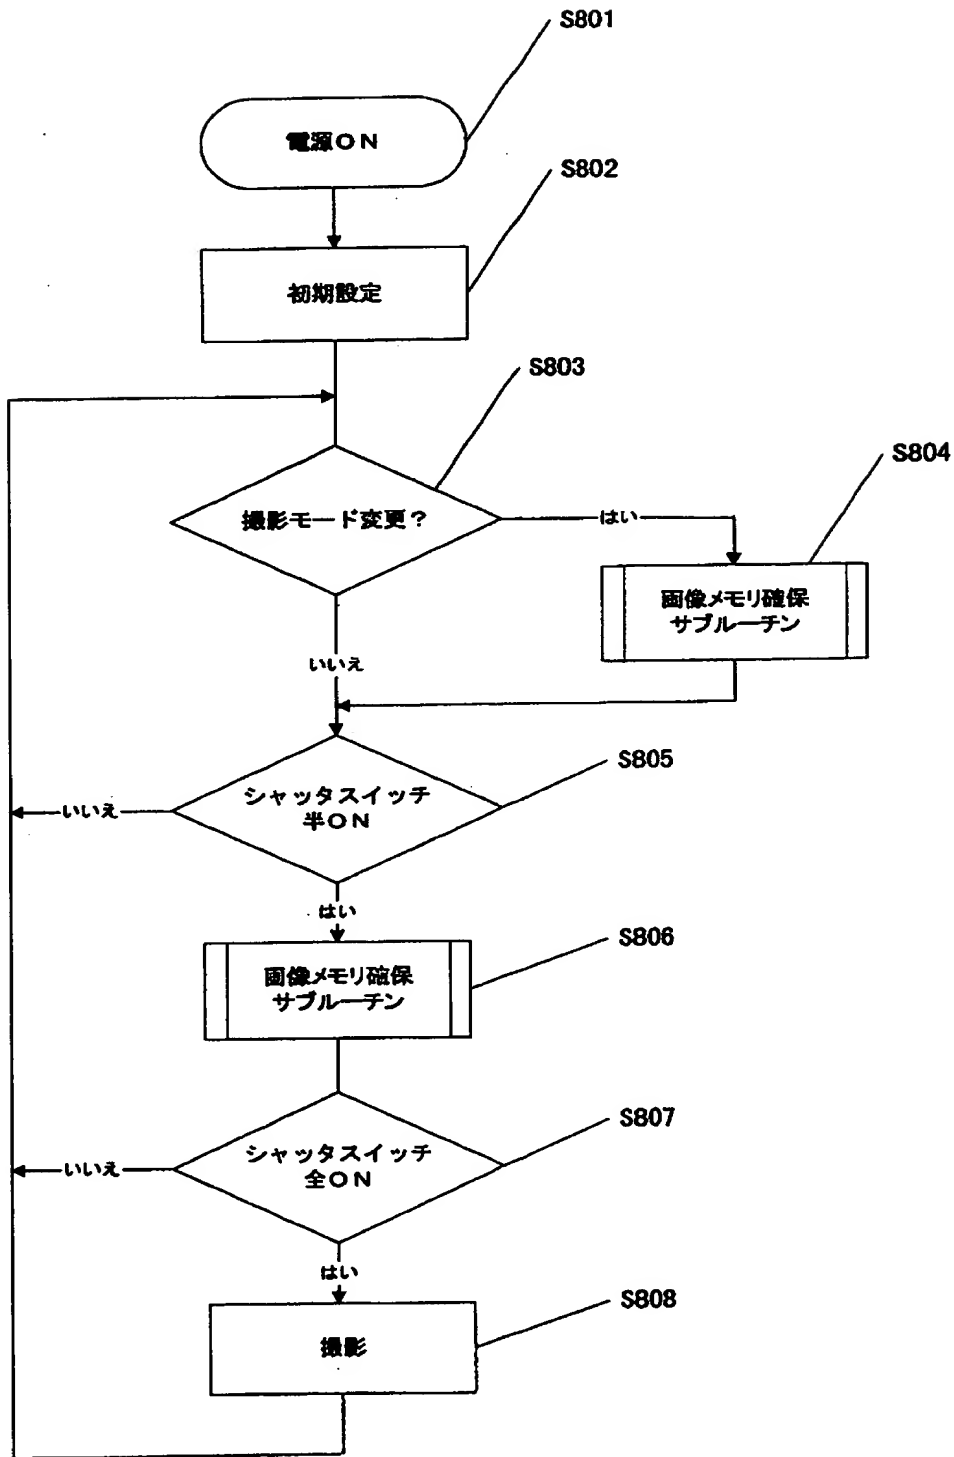 S801
電源ON
S802
初期設定
S803
撮影モード変更?
はい
S804
画像メモリ確保
サブルーチン
いいえ
S805
シャッタスイッチ
半ON
いいえ
はい
S806
画像メモリ確保
サブルーチン
S807
シャッタスイッチ
全ON
いいえ
はい
S808
撮影